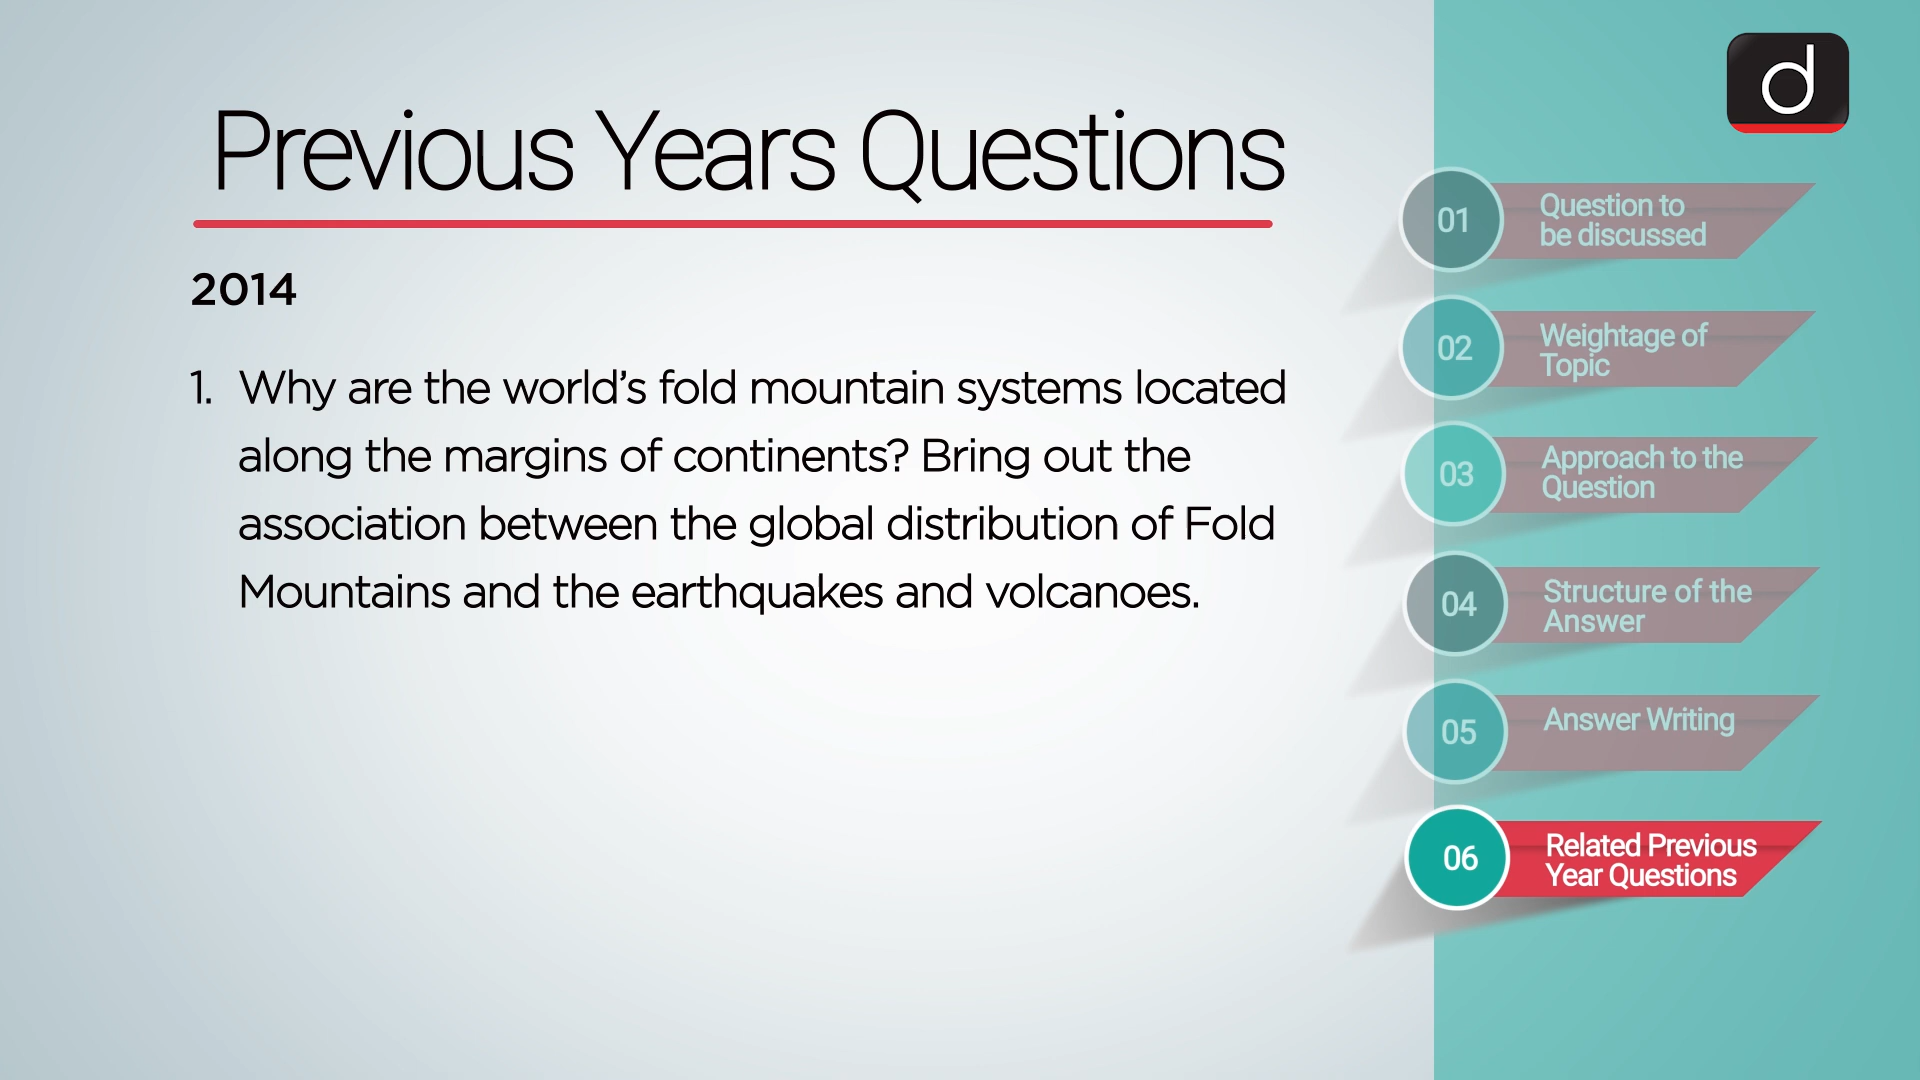 Previous Years Questions
2014
1. Why are the world’s fold mountain systems located
along the margins of continents? Bring out the
association between the global distribution of Fold
Mountains and the earthquakes and volcanoes.
d
01
Question to
be discussed
02
Weightage of
Topic
03
Approach to the
Question
04
Structure of the
Answer
05
Answer Writing
06
Related Previous
Year Questions